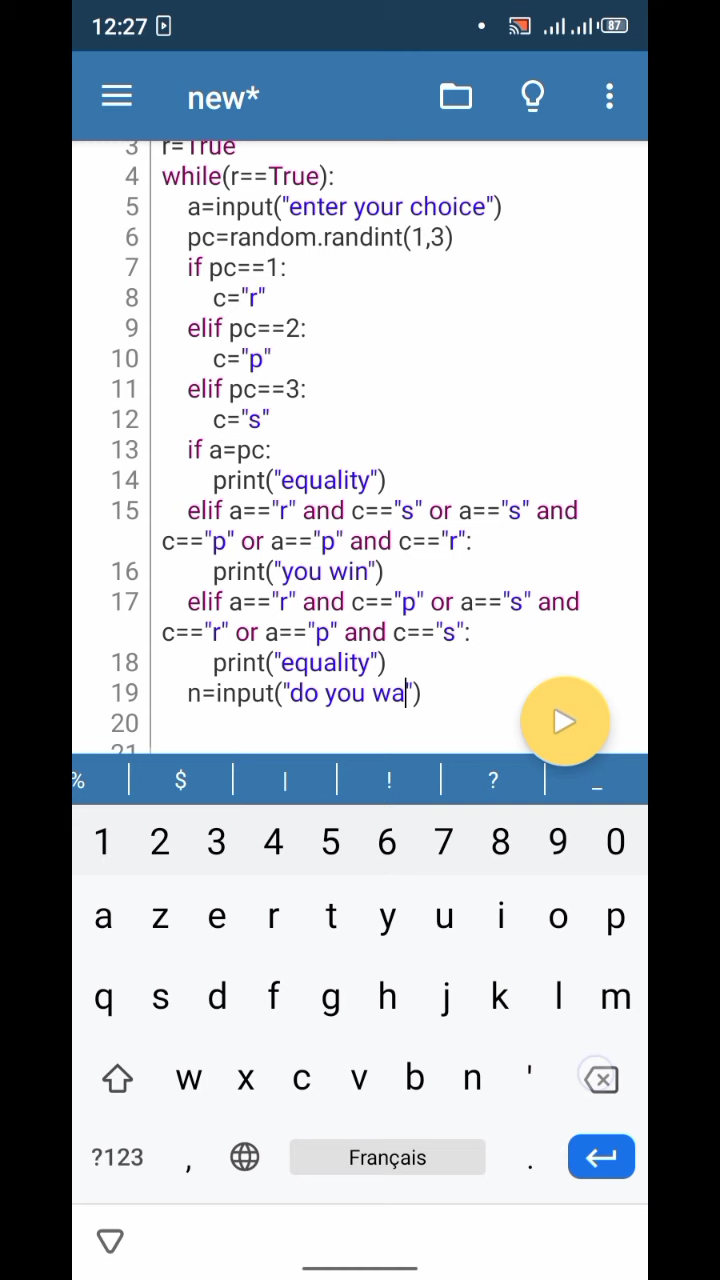 12:27
87
new*
3 r=True
4 while(r==True):
5 a=input("enter your choice")
6 pc=random.randint(1,3)
7 if pc==1:
8 c="r"
9 elif pc==2:
10 c="p"
11 elif pc==3:
12 c="s"
13 if a=pc:
14 print("equality")
15 elif a=="r" and c=="s" or a=="s" and
c=="p" or a=="p" and c=="r":
16 print("you win")
17 elif a=="r" and c=="p" or a=="s" and
c=="r" or a=="p" and c=="s":
18 print("equality")
19 n=input("do you wa")
20
21
% $ | ! ? _
1 2 3 4 5 6 7 8 9 0
a z e r t y u i o p
q s d f g h j k l m
w x c v b n '
?123 , Français .